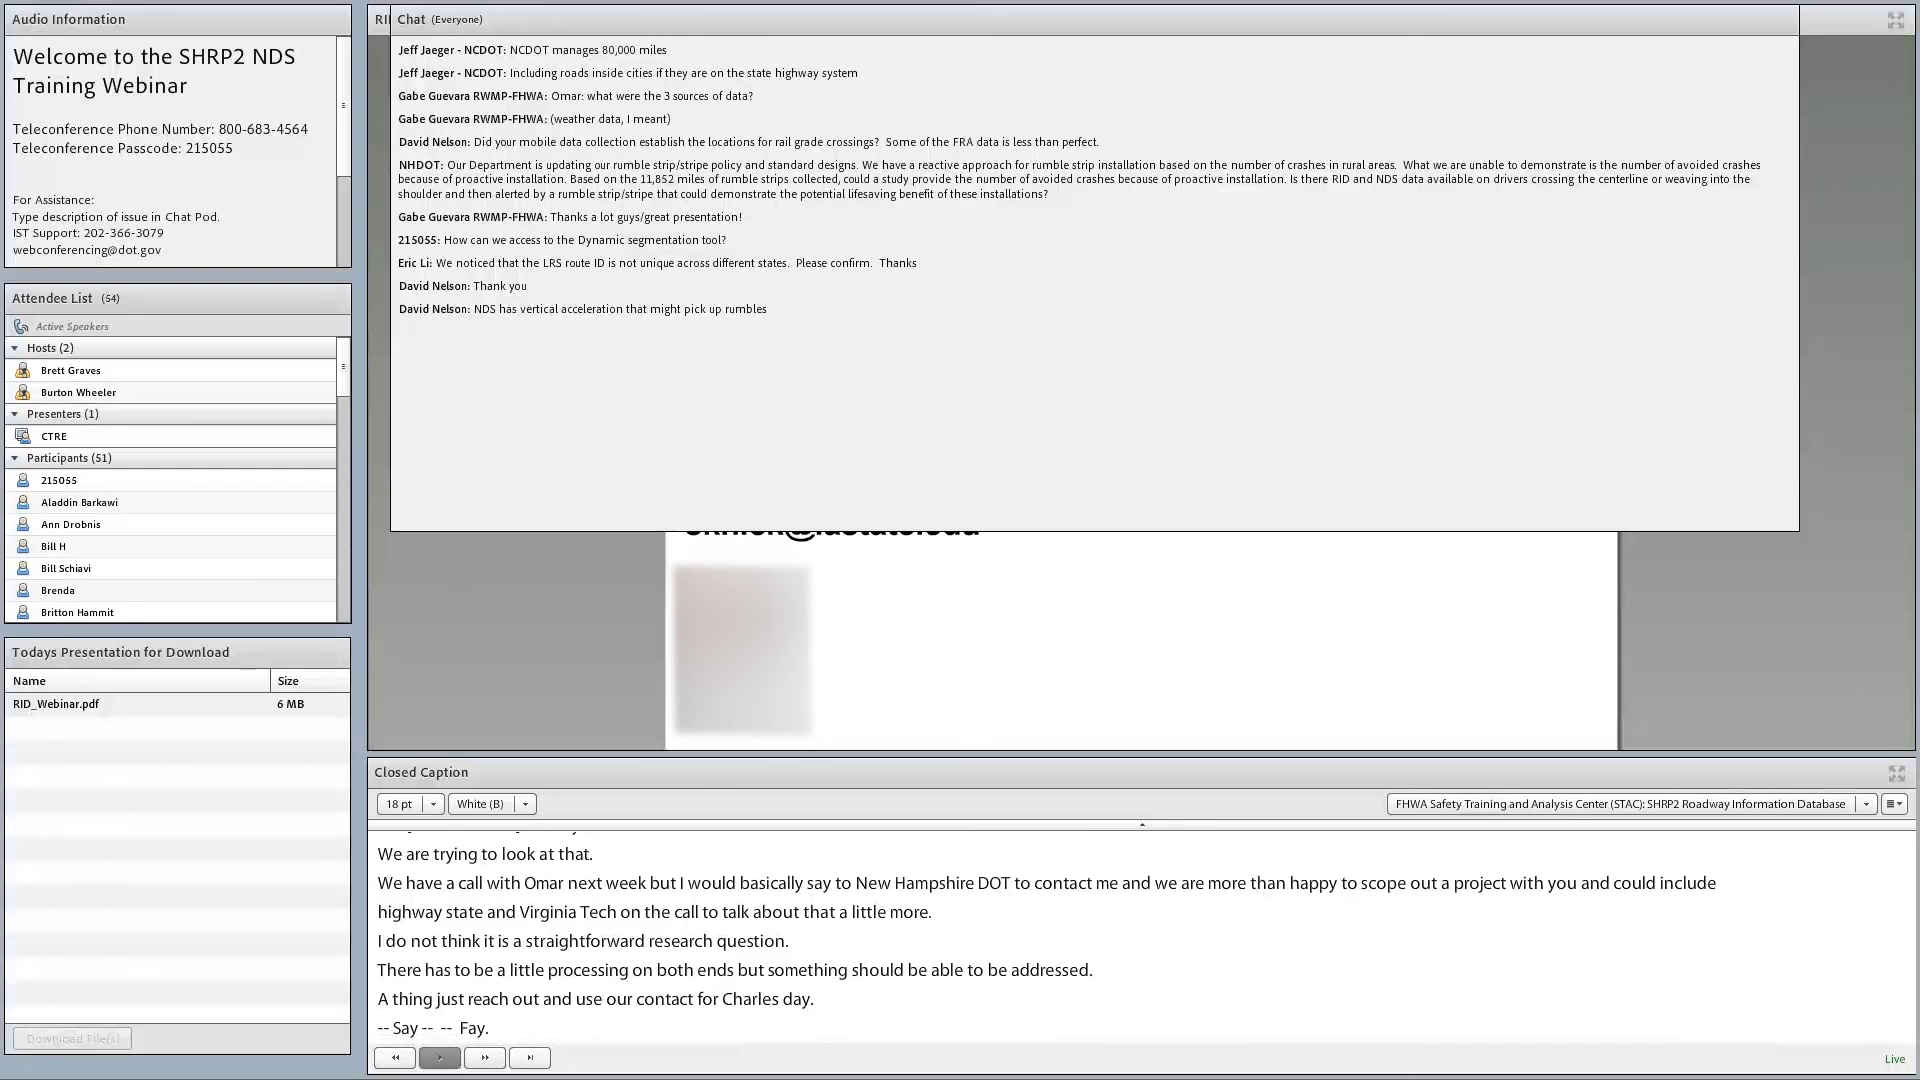 Audio Information
Welcome to the SHRP2 NDS
Training Webinar
Teleconference Phone Number: 800-683-4564
Teleconference Passcode: 215055
For Assistance:
Type description of issue in Chat Pod.
IST Support: 202-366-3079
webconferencing@dot.gov
Attendee List (54)
Active Speakers
Hosts (2)
Brett Graves
Burton Wheeler
Presenters (1)
CTRE
Participants (51)
215055
Aladdin Barkawi
Ann Drobnis
Bill H
Bill Schiavi
Brenda
Britton Hammit
Todays Presentation for Download
Name Size
RID_Webinar.pdf 6 MB
Download File(s)
Chat (Everyone)
Jeff Jaeger - NCDOT: NCDOT manages 80,000 miles
Jeff Jaeger - NCDOT: Including roads inside cities if they are on the state highway system
Gabe Guevara RWMP-FHWA: Omar: what were the 3 sources of data?
Gabe Guevara RWMP-FHWA: (weather data, I meant)
David Nelson: Did your mobile data collection establish the locations for rail grade crossings? Some of the FRA data is less than perfect.
NHDOT: Our Department is updating our rumble strip/stripe policy and standard designs. We have a reactive approach for rumble strip installation based on the number of crashes in rural areas. What we are unable to demonstrate is the number of avoided crashes
because of proactive installation. Based on the 11,852 miles of rumble strips collected, could a study provide the number of avoided crashes because of proactive installation. Is there RID and NDS data available on drivers crossing the centerline or weaving into the
shoulder and then alerted by a rumble strip/stripe that could demonstrate the potential lifesaving benefit of these installations?
Gabe Guevara RWMP-FHWA: Thanks a lot guys/great presentation!
215055: How can we access to the Dynamic segmentation tool?
Eric Li: We noticed that the LRS route ID is not unique across different states. Please confirm. Thanks
David Nelson: Thank you
David Nelson: NDS has vertical acceleration that might pick up rumbles
Closed Caption
18 pt White (B) FHWA Safety Training and Analysis Center (STAC): SHRP2 Roadway Information Database
We are trying to look at that.
We have a call with Omar next week but I would basically say to New Hampshire DOT to contact me and we are more than happy to scope out a project with you and could include
highway state and Virginia Tech on the call to talk about that a little more.
I do not think it is a straightforward research question.
There has to be a little processing on both ends but something should be able to be addressed.
A thing just reach out and use our contact for Charles day.
-- Say -- -- Fay.
Live